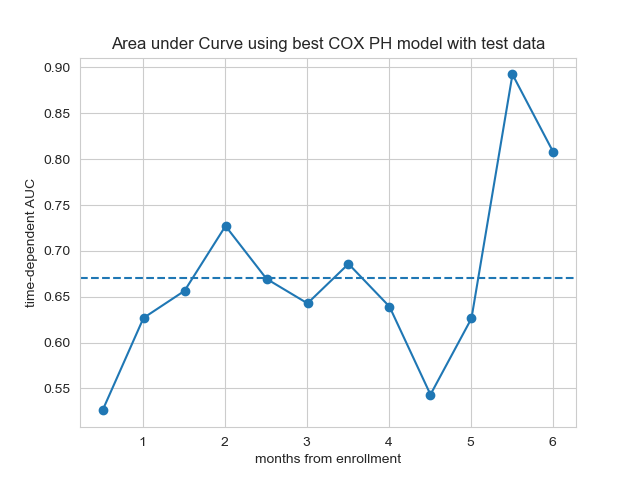 Area under Curve using best COX PH model with test data
0.90
0.85
0.80
0.75
0.70
0.65
0.60
0.55
time-dependent AUC
1 2 3 4 5 6
months from enrollment